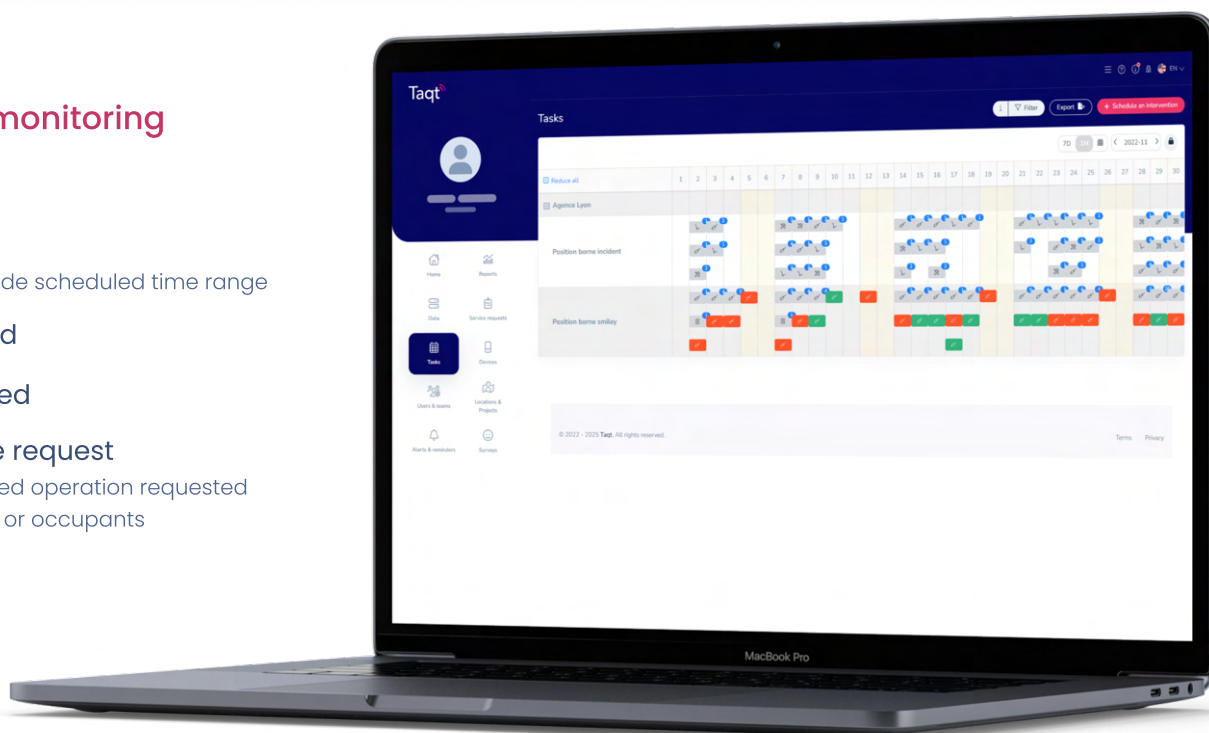 monitoring
de scheduled time range
d
ed
e request
ed operation requested
or occupants
Taqt
EN
Tasks
Filter
Export
+ Schedule an intervention
7D 1M
2022-11
Reduce all
1 2 3 4 5 6 7 8 9 10 11 12 13 14 15 16 17 18 19 20 21 22 23 24 25 26 27 28 29 30
Agence Lyon
Position borne incident
Position borne smiley
Home
Reports
Data
Service requests
Tasks
Devices
Users & teams
Locations &
Projects
Alerts & reminders
Surveys
© 2022 - 2025 Taqt. All rights reserved.
Terms
Privacy
MacBook Pro